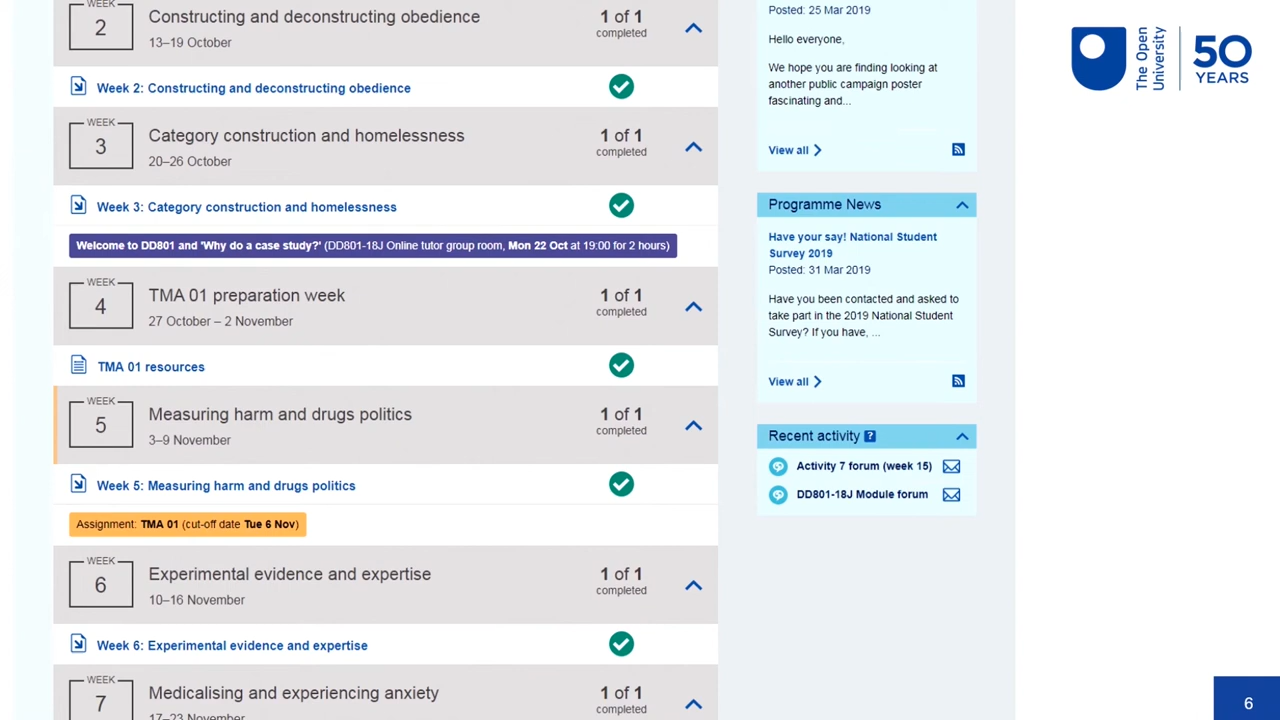 WEEK
2
Constructing and deconstructing obedience
13–19 October
1 of 1
completed
Week 2: Constructing and deconstructing obedience
WEEK
3
Category construction and homelessness
20–26 October
1 of 1
completed
Week 3: Category construction and homelessness
Welcome to DD801 and 'Why do a case study?' (DD801-18J Online tutor group room, Mon 22 Oct at 19:00 for 2 hours)
WEEK
4
TMA 01 preparation week
27 October – 2 November
1 of 1
completed
TMA 01 resources
WEEK
5
Measuring harm and drugs politics
3–9 November
1 of 1
completed
Week 5: Measuring harm and drugs politics
Assignment: TMA 01 (cut-off date Tue 6 Nov)
WEEK
6
Experimental evidence and expertise
10–16 November
1 of 1
completed
Week 6: Experimental evidence and expertise
WEEK
7
Medicalising and experiencing anxiety
17–23 November
1 of 1
completed
Posted: 25 Mar 2019
Hello everyone,
We hope you are finding looking at
another public campaign poster
fascinating and...
View all
Programme News
Have your say! National Student
Survey 2019
Posted: 31 Mar 2019
Have you been contacted and asked to
take part in the 2019 National Student
Survey? If you have, ...
View all
Recent activity ?
Activity 7 forum (week 15)
DD801-18J Module forum
The Open
University
50
YEARS
6